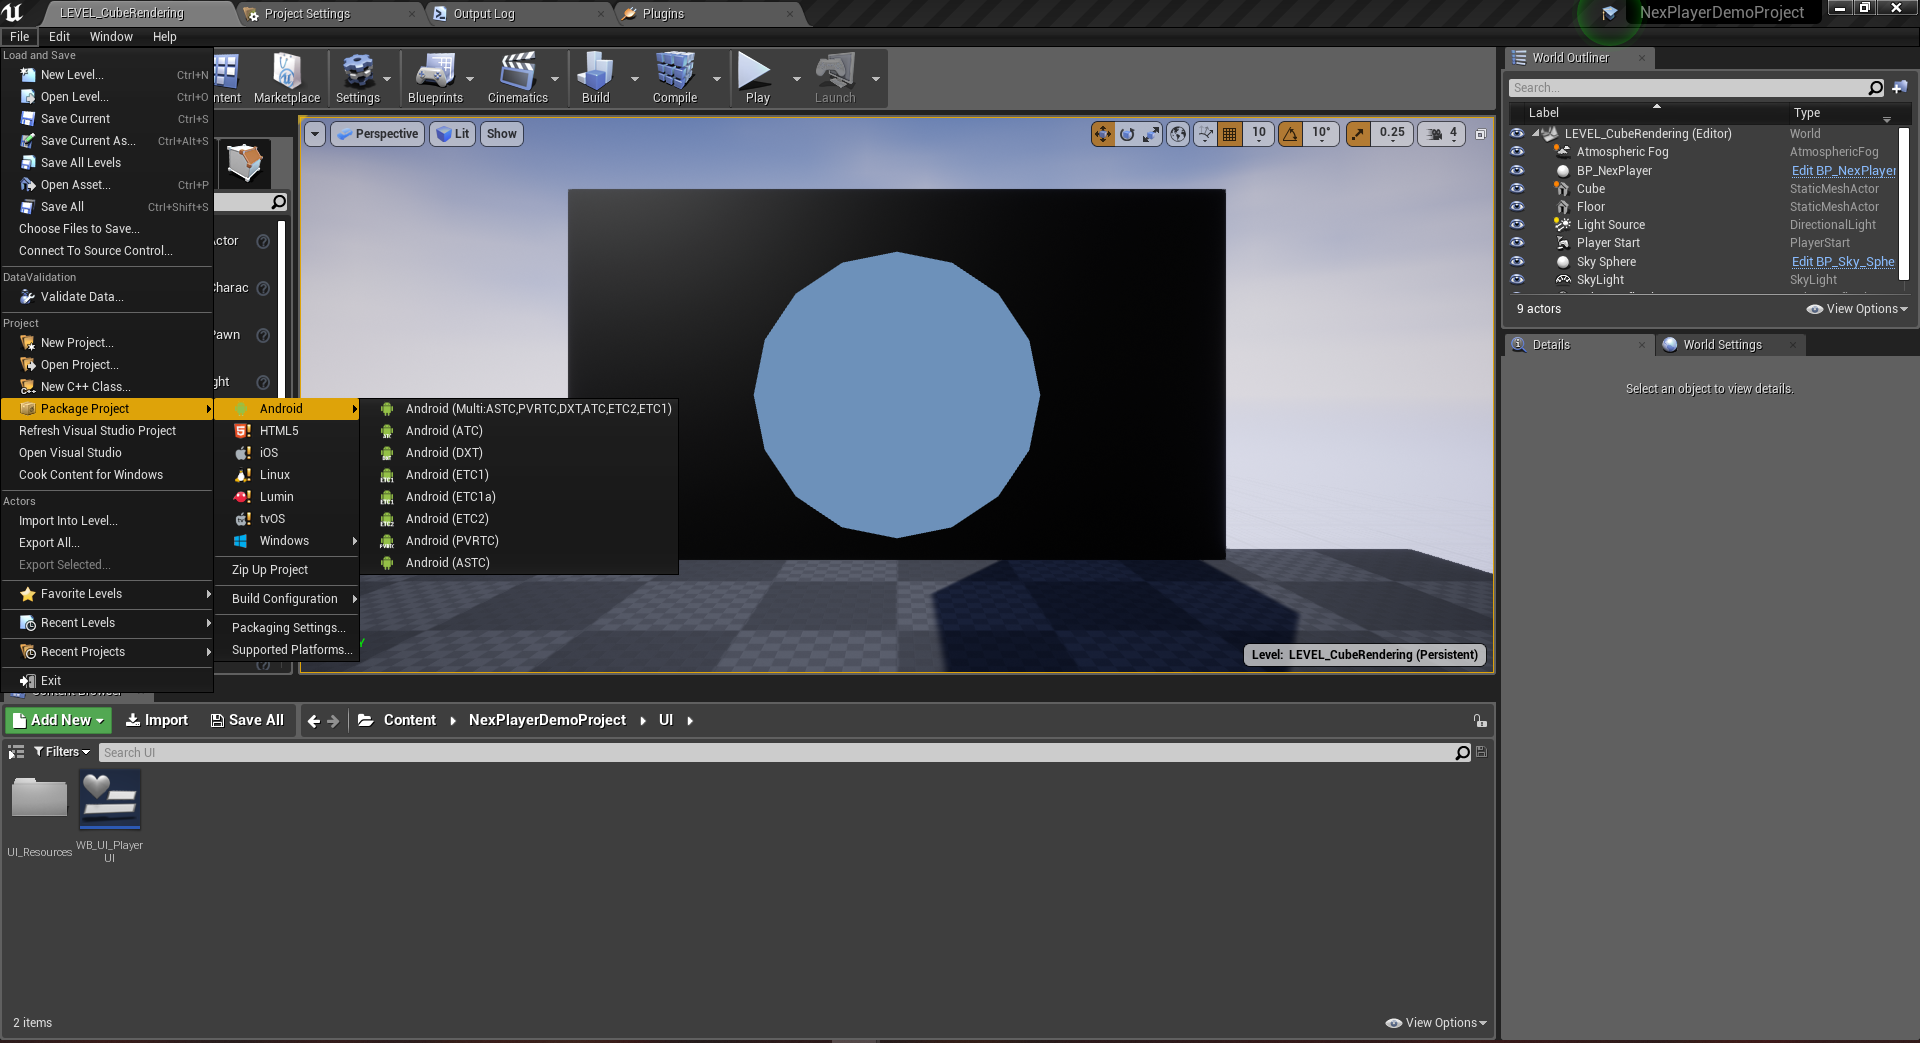 LEVEL_CubeRendering
Project Settings
Output Log
Plugins
NexPlayerDemoProject
File Edit Window Help
Load and Save
New Level... Ctrl+N
Open Level... Ctrl+O
Save Current Ctrl+S
Save Current As... Ctrl+Alt+S
Save All Levels
Open Asset... Ctrl+P
Save All Ctrl+Shift+S
Choose Files to Save...
Connect To Source Control...
DataValidation
Validate Data...
Project
New Project...
Open Project...
New C++ Class...
Package Project
Refresh Visual Studio Project
Open Visual Studio
Cook Content for Windows
Actors
Import Into Level...
Export All...
Export Selected...
Favorite Levels
Recent Levels
Recent Projects
Exit
Android
HTML5
iOS
Linux
Lumin
tvOS
Windows
Zip Up Project
Build Configuration
Packaging Settings...
Supported Platforms...
Android (Multi:ASTC,PVRTC,DXT,ATC,ETC2,ETC1)
Android (ATC)
Android (DXT)
Android (ETC1)
Android (ETC1a)
Android (ETC2)
Android (PVRTC)
Android (ASTC)
ntent Marketplace Settings Blueprints Cinematics Build Compile Play Launch
Perspective Lit Show
10 10° 0.25 4
Actor
Charac
Pawn
ght
Level: LEVEL_CubeRendering (Persistent)
World Outliner
Search...
Label Type
LEVEL_CubeRendering (Editor) World
Atmospheric Fog AtmosphericFog
BP_NexPlayer Edit BP_NexPlayer
Cube StaticMeshActor
Floor StaticMeshActor
Light Source DirectionalLight
Player Start PlayerStart
Sky Sphere Edit BP_Sky_Sphe
SkyLight SkyLight
9 actors View Options
Details World Settings
Select an object to view details.
Add New Import Save All Content NexPlayerDemoProject UI
Filters Search UI
UI_Resources
WB_UI_Player
UI
2 items View Options